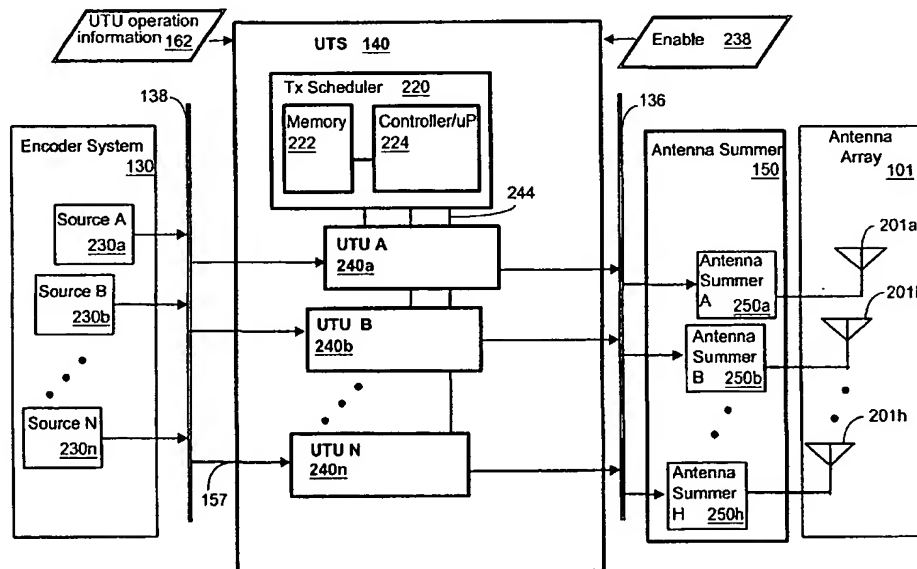 UTU operation
information 162
UTS 140
Enable 238
Tx Scheduler 220
138
136
Memory
222
Controller/uP
224
Encoder System
130
Antenna Summer
150
Antenna
Array
101
244
Source A
230a
UTU A
240a
201a
Antenna
Summer
A 250a
Source B
230b
UTU B
240b
Antenna
Summer
B 250b
Source N
230n
UTU N
240n
201h
157
Antenna
Summer
H 250h